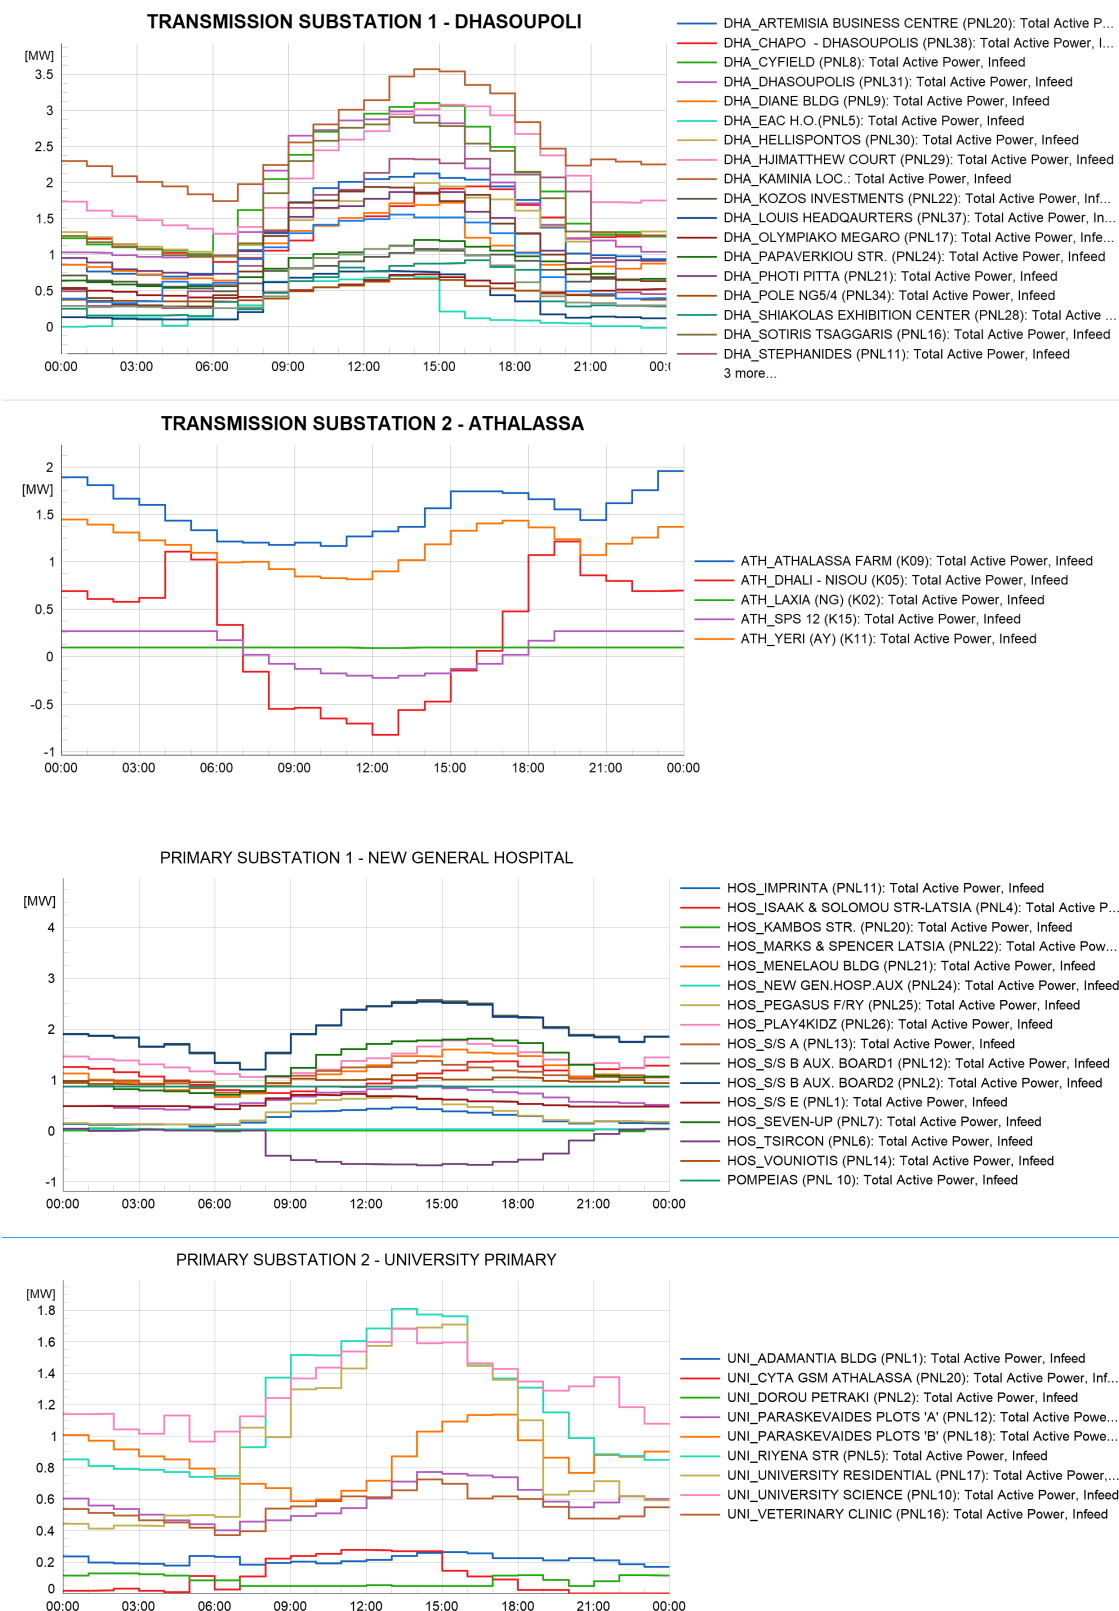 TRANSMISSION SUBSTATION 1 - DHASOUPOLI
[MW]
3.5
3
2.5
2
1.5
1
0.5
0
00:00 03:00 06:00 09:00 12:00 15:00 18:00 21:00 00:(
DHA_ARTEMISIA BUSINESS CENTRE (PNL20): Total Active P...
DHA_CHAPO - DHASOUPOLIS (PNL38): Total Active Power, I...
DHA_CYFIELD (PNL8): Total Active Power, Infeed
DHA_DHASOUPOLIS (PNL31): Total Active Power, Infeed
DHA_DIANE BLDG (PNL9): Total Active Power, Infeed
DHA_EAC H.O.(PNL5): Total Active Power, Infeed
DHA_HELLISPONTOS (PNL30): Total Active Power, Infeed
DHA_HJIMATTHEW COURT (PNL29): Total Active Power, Infeed
DHA_KAMINIA LOC.: Total Active Power, Infeed
DHA_KOZOS INVESTMENTS (PNL22): Total Active Power, Inf...
DHA_LOUIS HEADQAURTERS (PNL37): Total Active Power, In...
DHA_OLYMPIAKO MEGARO (PNL17): Total Active Power, Infe...
DHA_PAPAVERKIOU STR. (PNL24): Total Active Power, Infeed
DHA_PHOTI PITTA (PNL21): Total Active Power, Infeed
DHA_POLE NG5/4 (PNL34): Total Active Power, Infeed
DHA_SHIAKOLAS EXHIBITION CENTER (PNL28): Total Active ...
DHA_SOTIRIS TSAGGARIS (PNL16): Total Active Power, Infeed
DHA_STEPHANIDES (PNL11): Total Active Power, Infeed
3 more...
TRANSMISSION SUBSTATION 2 - ATHALASSA
2
[MW]
1.5
1
0.5
0
-0.5
-1
00:00 03:00 06:00 09:00 12:00 15:00 18:00 21:00 00:00
ATH_ATHALASSA FARM (K09): Total Active Power, Infeed
ATH_DHALI - NISOU (K05): Total Active Power, Infeed
ATH_LAXIA (NG) (K02): Total Active Power, Infeed
ATH_SPS 12 (K15): Total Active Power, Infeed
ATH_YERI (AY) (K11): Total Active Power, Infeed
PRIMARY SUBSTATION 1 - NEW GENERAL HOSPITAL
[MW]
4
3
2
1
0
-1
00:00 03:00 06:00 09:00 12:00 15:00 18:00 21:00 00:00
HOS_IMPRINTA (PNL11): Total Active Power, Infeed
HOS_ISAAK & SOLOMOU STR-LATSIA (PNL4): Total Active P...
HOS_KAMBOS STR. (PNL20): Total Active Power, Infeed
HOS_MARKS & SPENCER LATSIA (PNL22): Total Active Pow...
HOS_MENELAOU BLDG (PNL21): Total Active Power, Infeed
HOS_NEW GEN.HOSP.AUX (PNL24): Total Active Power, Infeed
HOS_PEGASUS F/RY (PNL25): Total Active Power, Infeed
HOS_PLAY4KIDZ (PNL26): Total Active Power, Infeed
HOS_S/S A (PNL13): Total Active Power, Infeed
HOS_S/S B AUX. BOARD1 (PNL12): Total Active Power, Infeed
HOS_S/S B AUX. BOARD2 (PNL2): Total Active Power, Infeed
HOS_S/S E (PNL1): Total Active Power, Infeed
HOS_SEVEN-UP (PNL7): Total Active Power, Infeed
HOS_TSIRCON (PNL6): Total Active Power, Infeed
HOS_VOUNIOTIS (PNL14): Total Active Power, Infeed
POMPEIAS (PNL 10): Total Active Power, Infeed
PRIMARY SUBSTATION 2 - UNIVERSITY PRIMARY
[MW]
1.8
1.6
1.4
1.2
1
0.8
0.6
0.4
0.2
0
00:00 03:00 06:00 09:00 12:00 15:00 18:00 21:00 00:00
UNI_ADAMANTIA BLDG (PNL1): Total Active Power, Infeed
UNI_CYTA GSM ATHALASSA (PNL20): Total Active Power, Inf...
UNI_DOROU PETRAKI (PNL2): Total Active Power, Infeed
UNI_PARASKEVAIDES PLOTS 'A' (PNL12): Total Active Powe...
UNI_PARASKEVAIDES PLOTS 'B' (PNL18): Total Active Powe...
UNI_RIYENA STR (PNL5): Total Active Power, Infeed
UNI_UNIVERSITY RESIDENTIAL (PNL17): Total Active Power,...
UNI_UNIVERSITY SCIENCE (PNL10): Total Active Power, Infeed
UNI_VETERINARY CLINIC (PNL16): Total Active Power, Infeed